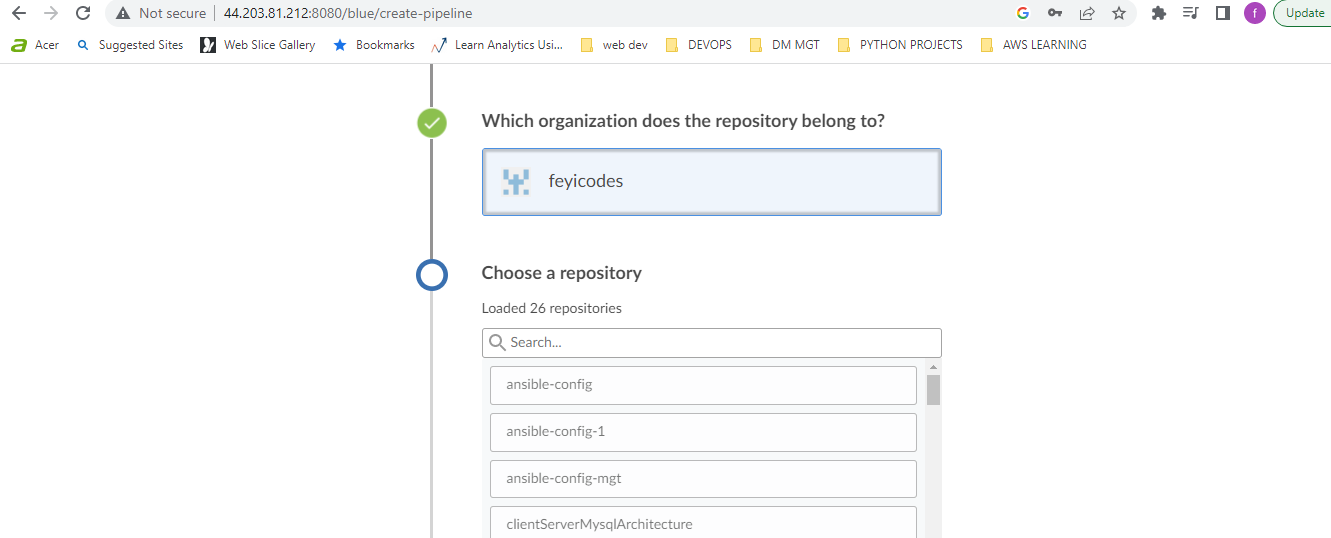 Not secure 44.203.81.212:8080/blue/create-pipeline f Update
Acer Suggested Sites Web Slice Gallery Bookmarks Learn Analytics Usi... web dev DEVOPS DM MGT PYTHON PROJECTS AWS LEARNING
Which organization does the repository belong to?
feyicodes
Choose a repository
Loaded 26 repositories
Search...
ansible-config
ansible-config-1
ansible-config-mgt
clientServerMysqlArchitecture